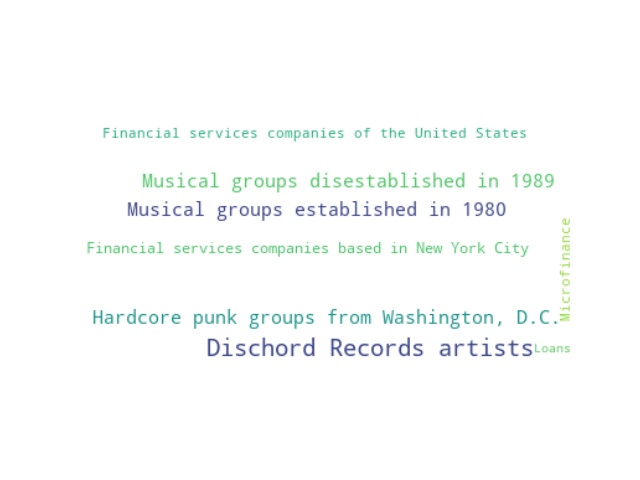 Financial services companies of the United States
Musical groups disestablished in 1989
Musical groups established in 1980
Financial services companies based in New York City
Microfinance
Hardcore punk groups from Washington, D.C.
Dischord Records artists
Loans